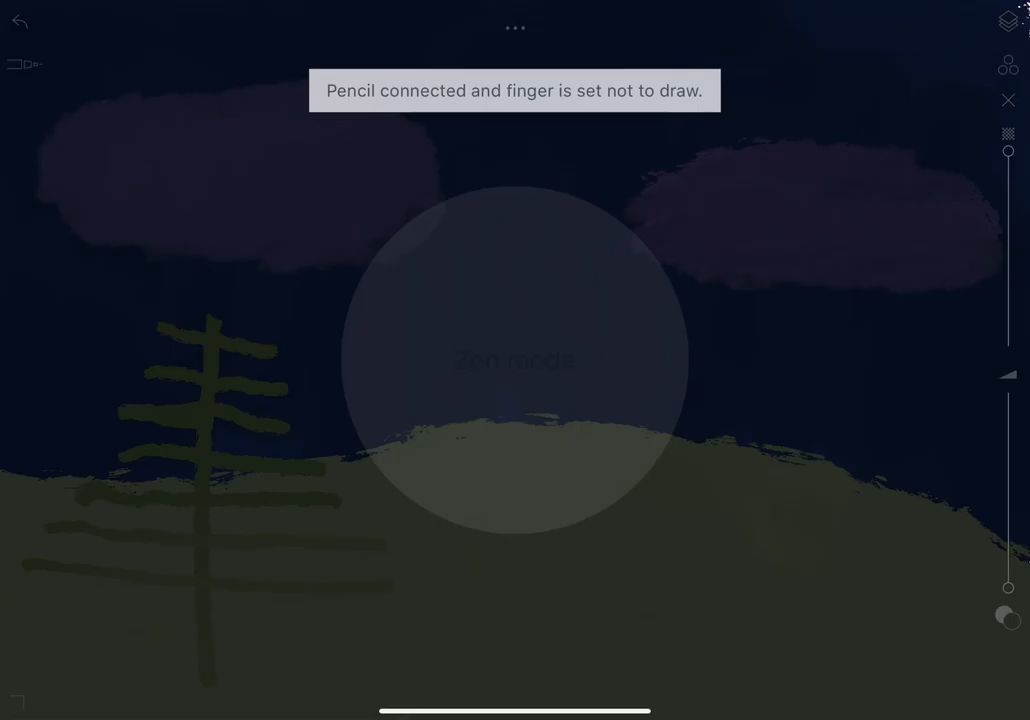 Pencil connected and finger is set not to draw.
Zen mode